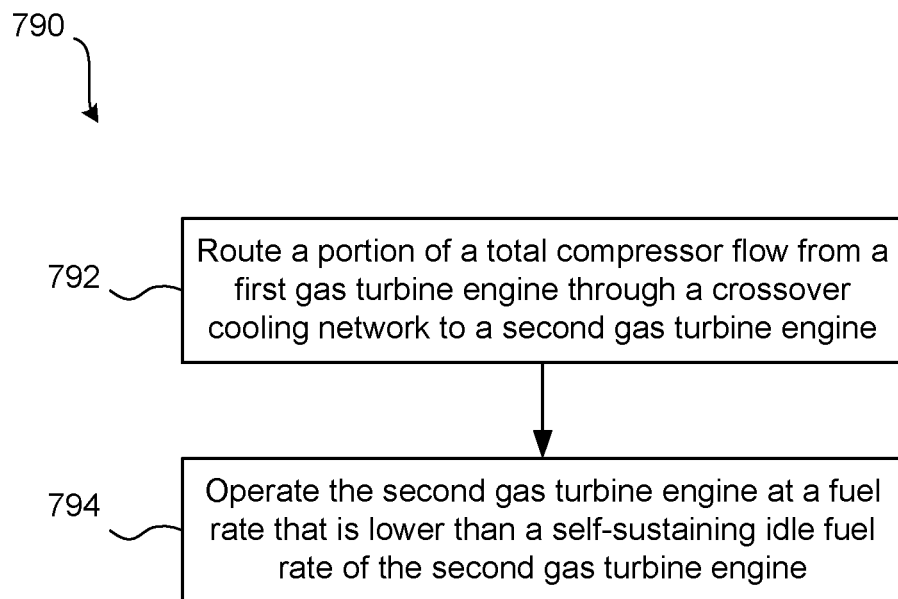 790
792
Route a portion of a total compressor flow from a
first gas turbine engine through a crossover
cooling network to a second gas turbine engine
794
Operate the second gas turbine engine at a fuel
rate that is lower than a self-sustaining idle fuel
rate of the second gas turbine engine